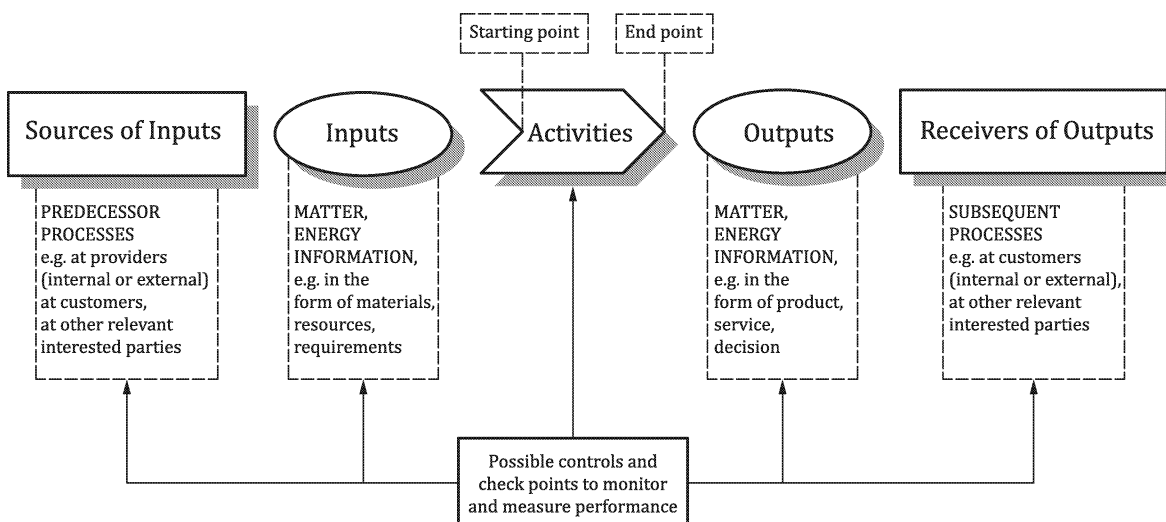 Starting point
End point
Sources of Inputs
Inputs
Activities
Outputs
Receivers of Outputs
PREDECESSOR
PROCESSES
e.g. at providers
(internal or external)
at customers,
at other relevant
interested parties
MATTER,
ENERGY
INFORMATION,
e.g. in the
form of materials,
resources,
requirements
MATTER,
ENERGY
INFORMATION,
e.g. in the
form of product,
service,
decision
SUBSEQUENT
PROCESSES
e.g. at customers
(internal or external),
at other relevant
interested parties
Possible controls and
check points to monitor
and measure performance